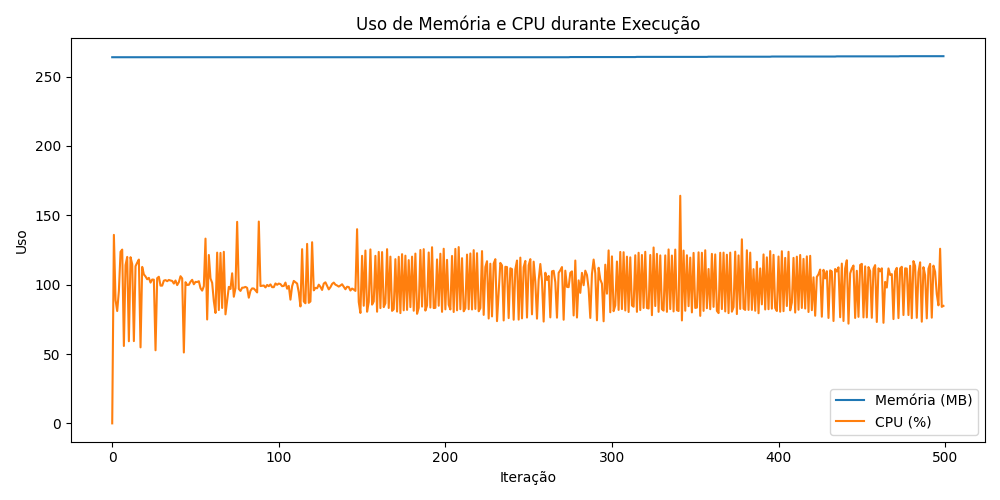 Uso de Memória e CPU durante Execução
Uso
250
200
150
100
50
0
0 100 200 300 400 500
Iteração
Memória (MB)
CPU (%)